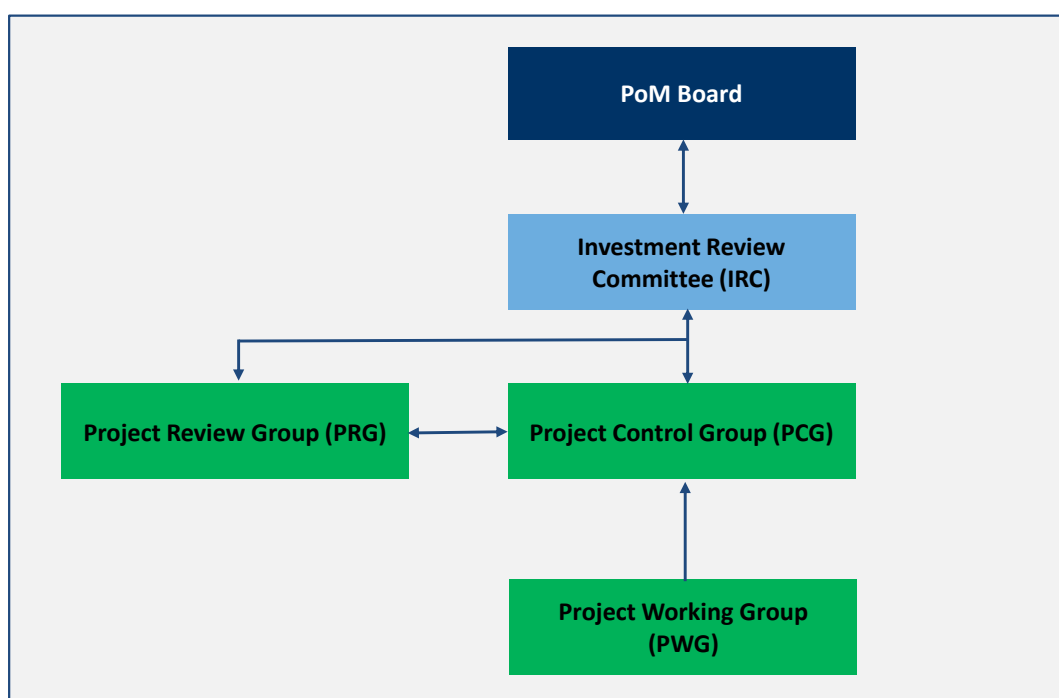 PoM Board
Investment Review
Committee (IRC)
Project Review Group (PRG)
Project Control Group (PCG)
Project Working Group
(PWG)